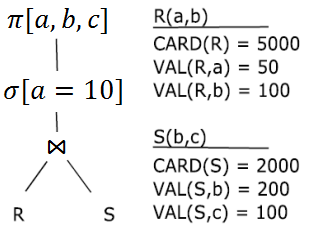 π[a, b, c]
σ[a = 10]
⋈
R S
R(a,b)
CARD(R) = 5000
VAL(R,a) = 50
VAL(R,b) = 100
S(b,c)
CARD(S) = 2000
VAL(S,b) = 200
VAL(S,c) = 100